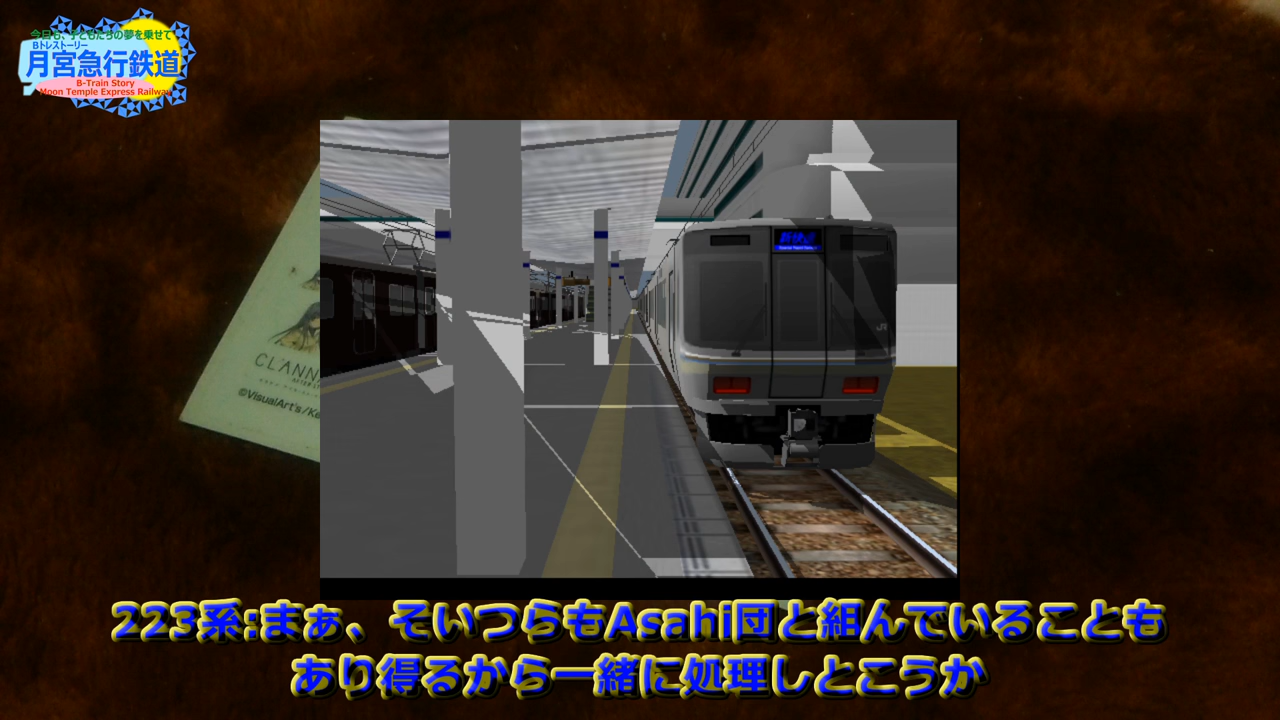 今日も、子どもたちの夢を乗せて
Bトレストーリー
月宮急行鉄道
B-Train Story
Moon Temple Express Railway
CLANN
©VisualArt's/Ke
JR
223系:まぁ、そいつらもAsahi団と組んでいることも
あり得るから一緒に処理しとこうか